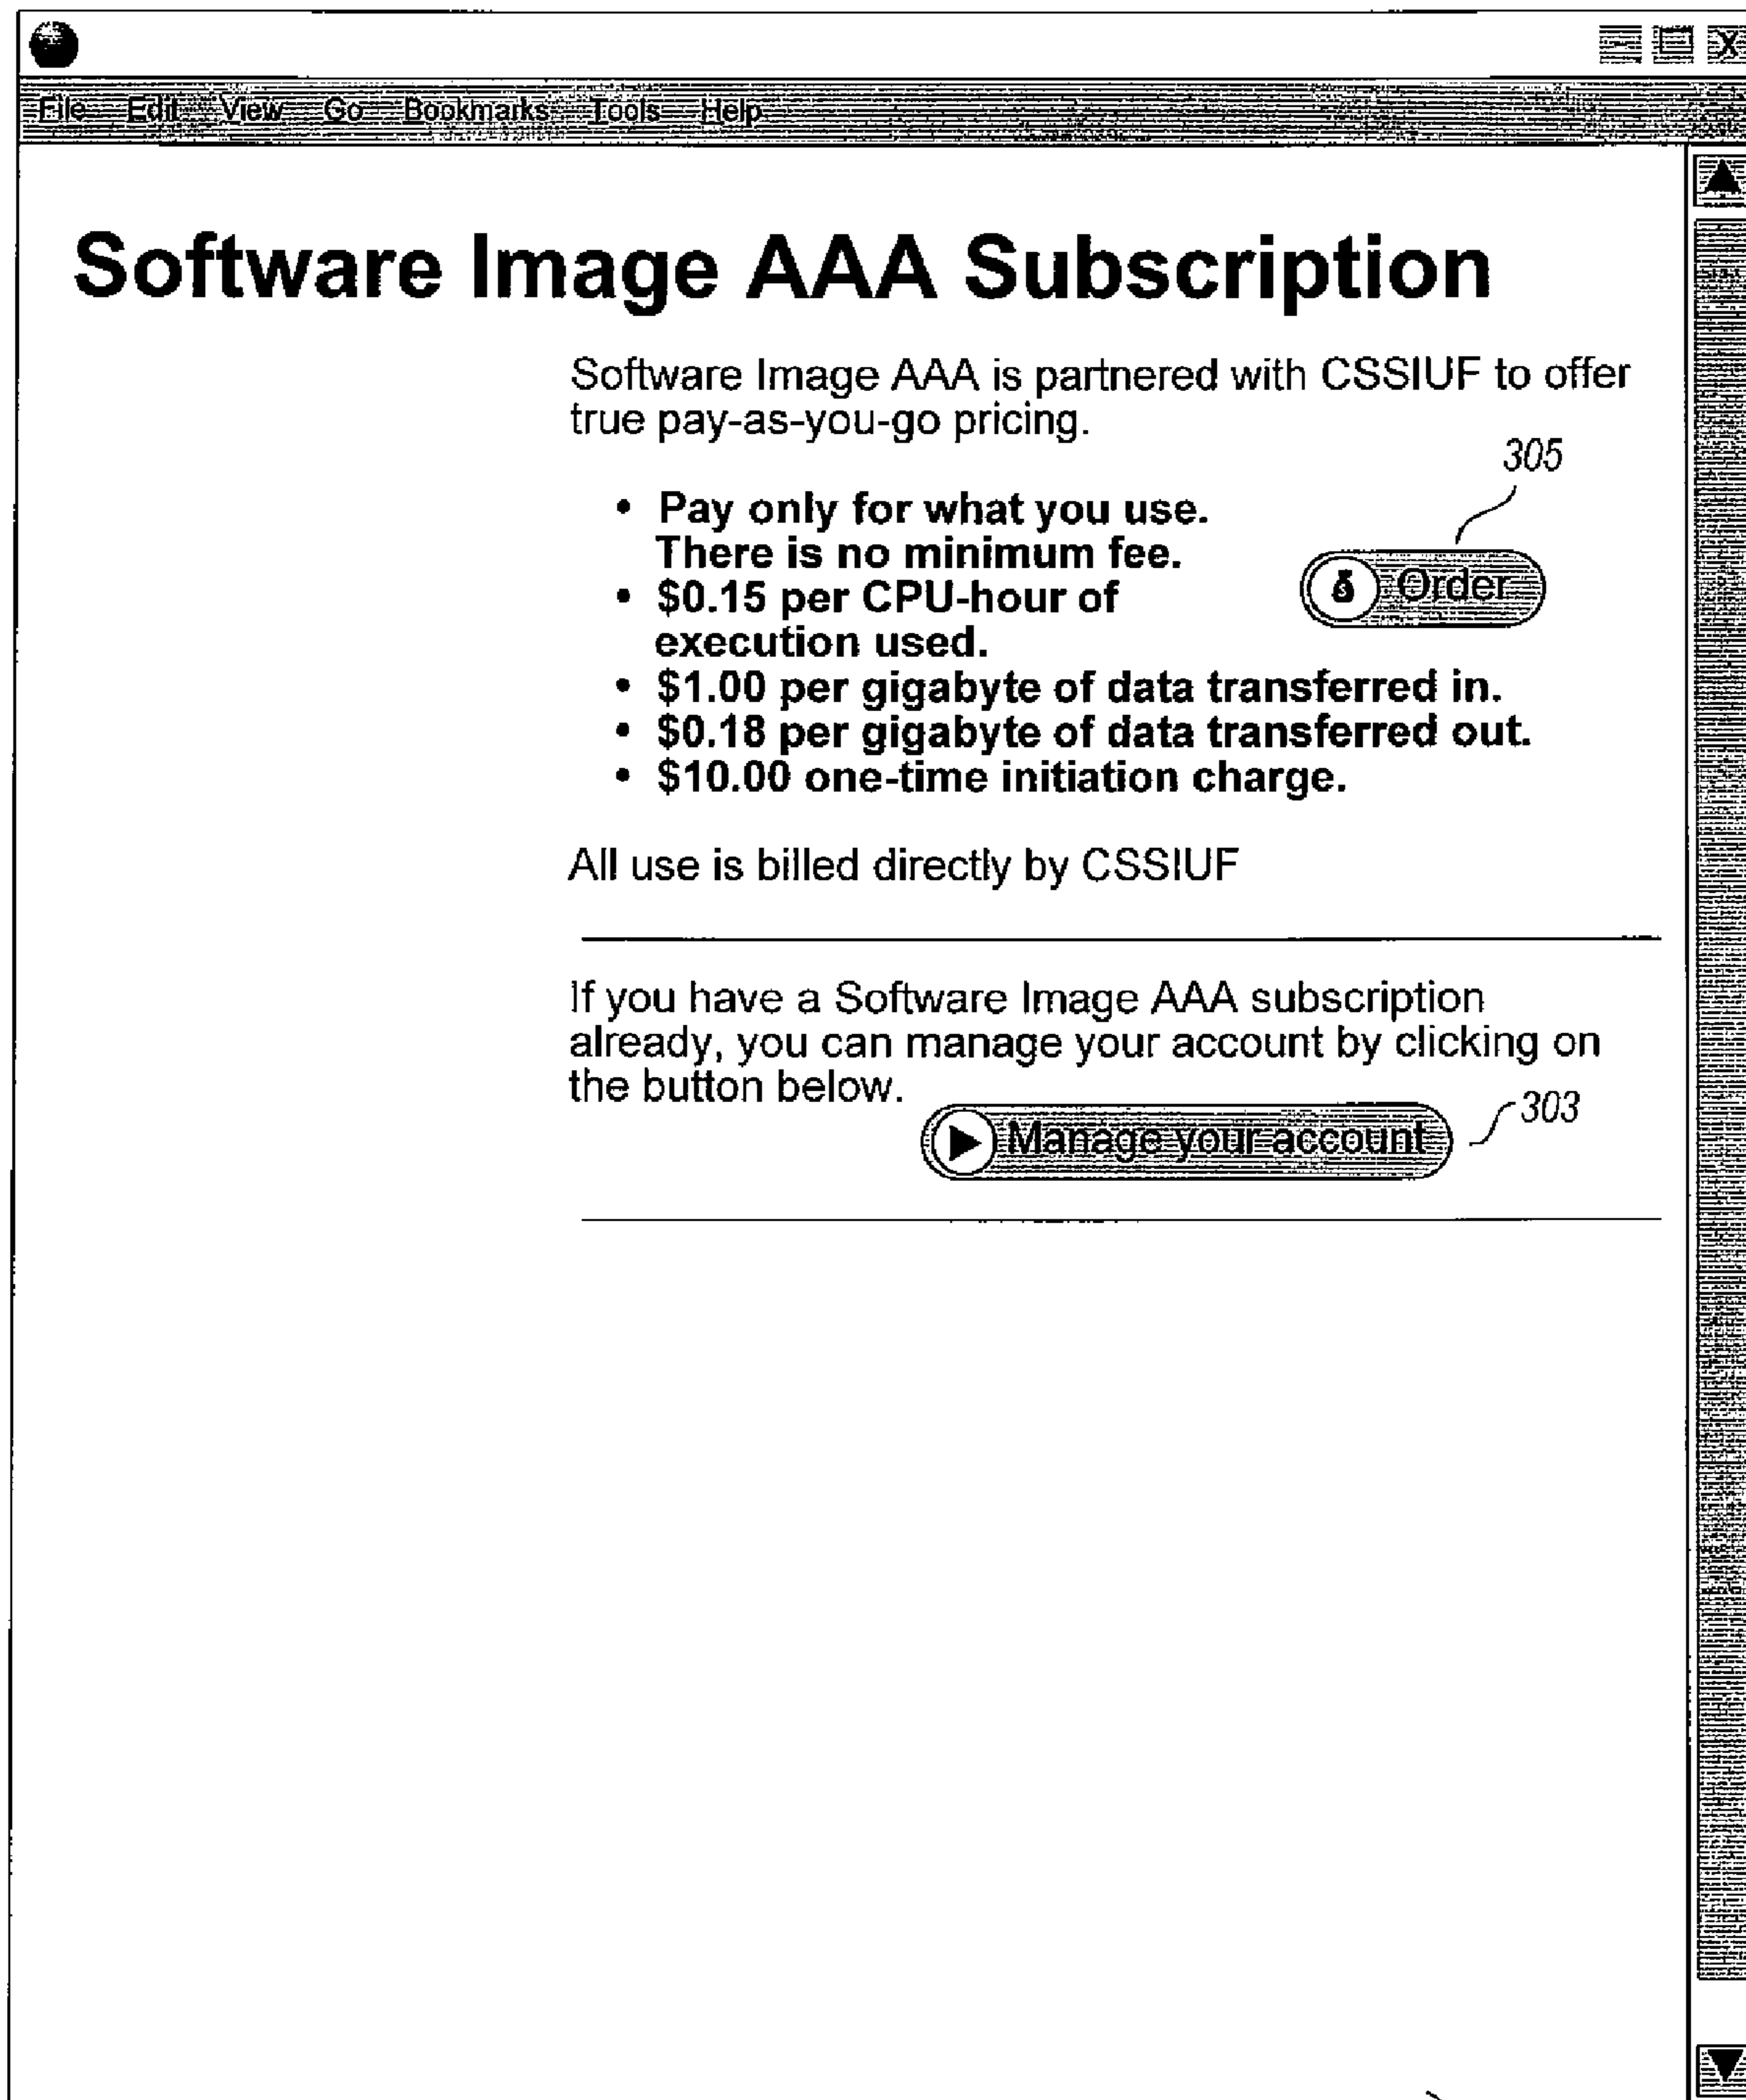 File Edit View Go Bookmarks Tools Help
Software Image AAA Subscription
Software Image AAA is partnered with CSSIUF to offer
true pay-as-you-go pricing.
305
• Pay only for what you use.
There is no minimum fee.
Order
• $0.15 per CPU-hour of
execution used.
• $1.00 per gigabyte of data transferred in.
• $0.18 per gigabyte of data transferred out.
• $10.00 one-time initiation charge.
All use is billed directly by CSSIUF
If you have a Software Image AAA subscription
already, you can manage your account by clicking on
the button below.
303
Manage your account